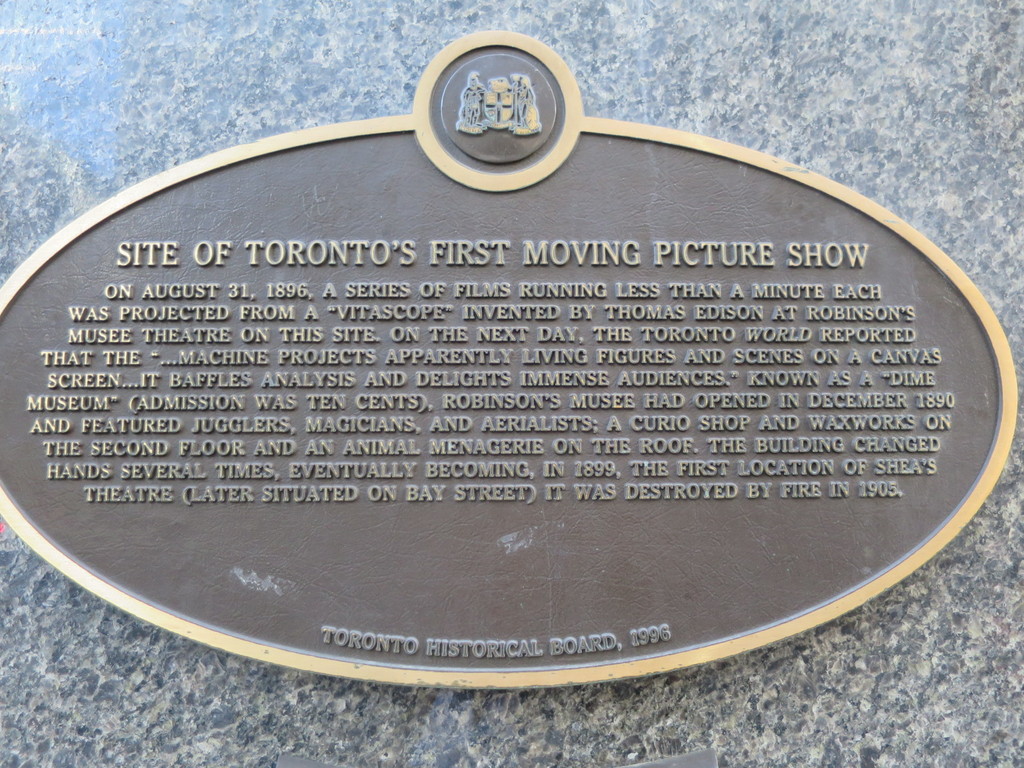 SITE OF TORONTO'S FIRST MOVING PICTURE SHOW
ON AUGUST 31, 1896, A SERIES OF FILMS RUNNING LESS THAN A MINUTE EACH
WAS PROJECTED FROM A "VITASCOPE" INVENTED BY THOMAS EDISON AT ROBINSON'S
MUSEE THEATRE ON THIS SITE. ON THE NEXT DAY, THE TORONTO WORLD REPORTED
THAT THE "...MACHINE PROJECTS APPARENTLY LIVING FIGURES AND SCENES ON A CANVAS
SCREEN...IT BAFFLES ANALYSIS AND DELIGHTS IMMENSE AUDIENCES." KNOWN AS A "DIME
MUSEUM" (ADMISSION WAS TEN CENTS), ROBINSON'S MUSEE HAD OPENED IN DECEMBER 1890
AND FEATURED JUGGLERS, MAGICIANS, AND AERIALISTS; A CURIO SHOP AND WAXWORKS ON
THE SECOND FLOOR AND AN ANIMAL MENAGERIE ON THE ROOF. THE BUILDING CHANGED
HANDS SEVERAL TIMES, EVENTUALLY BECOMING, IN 1899, THE FIRST LOCATION OF SHEA'S
THEATRE (LATER SITUATED ON BAY STREET) IT WAS DESTROYED BY FIRE IN 1905.
TORONTO HISTORICAL BOARD, 1996